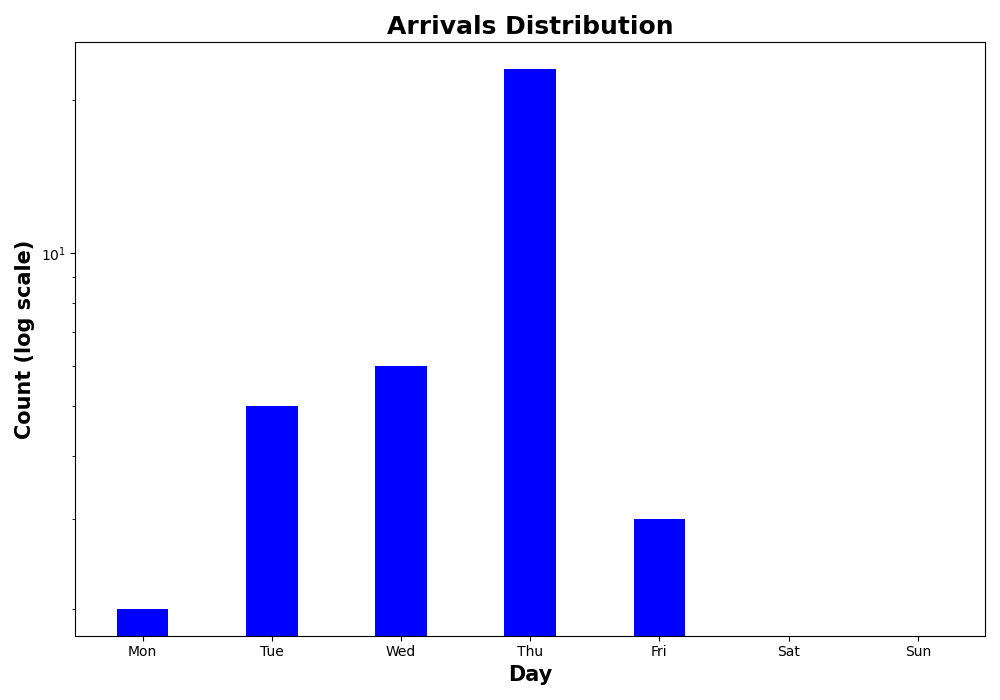 Arrivals Distribution
Count (log scale)
10¹
Mon Tue Wed Thu Fri Sat Sun
Day